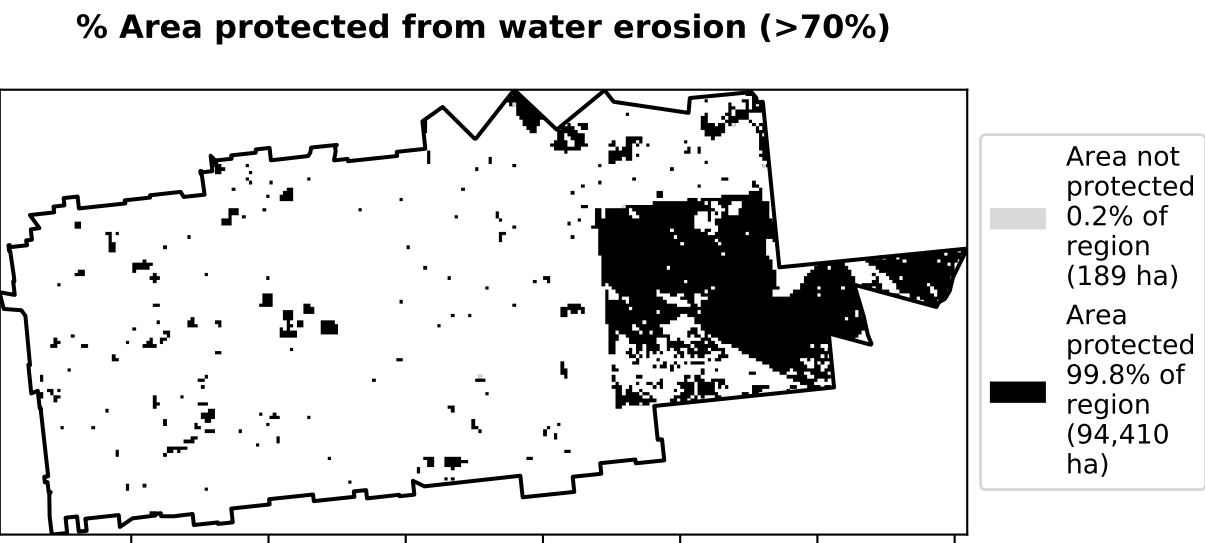 % Area protected from water erosion (>70%)
Area not
protected
0.2% of
region
(189 ha)
Area
protected
99.8% of
region
(94,410
ha)